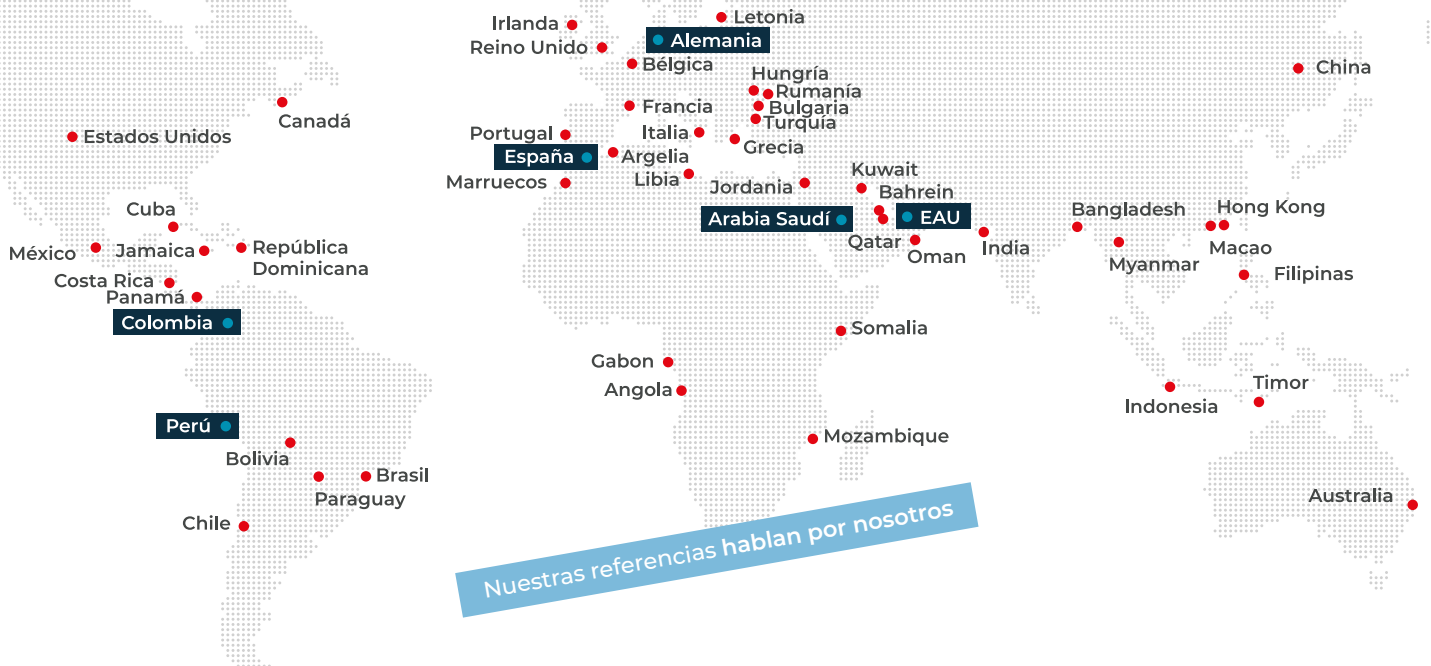 Irlanda
Letonia
Reino Unido
Alemania
Bélgica
Hungría
Rumanía
Bulgaria
Turquía
Francia
Italia
Grecia
Portugal
España
Argelia
Marruecos
Libia
Jordania
Kuwait
Bahrein
Arabia Saudí
EAU
Qatar
Oman
India
Bangladesh
Myanmar
Hong Kong
Macao
Filipinas
China
Canadá
Estados Unidos
Cuba
México
Jamaica
República
Dominicana
Costa Rica
Panamá
Colombia
Somalia
Gabon
Angola
Mozambique
Indonesia
Timor
Australia
Perú
Bolivia
Brasil
Paraguay
Chile
Nuestras referencias hablan por nosotros